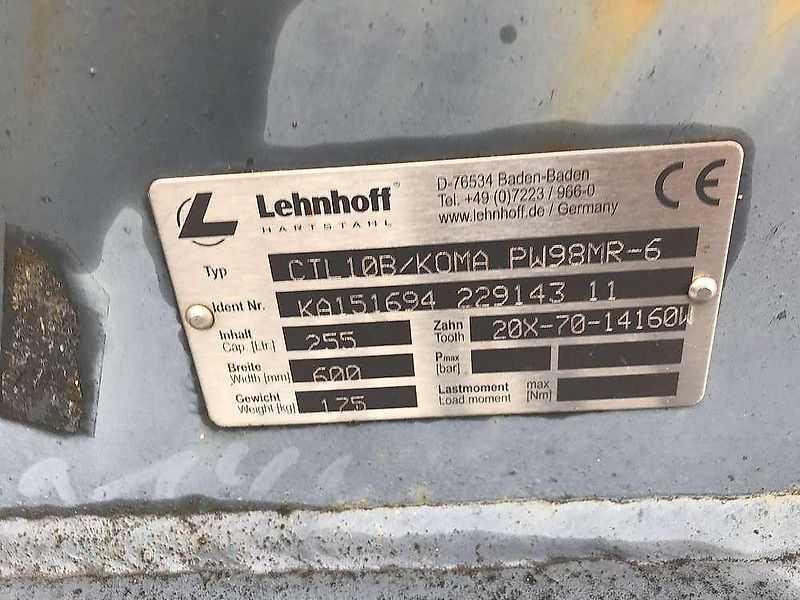 Lehnhoff®
HARTSTAHL
D-76534 Baden-Baden
Tel. +49 (0)7223 / 966-0
www.lehnhoff.de / Germany
CE
Typ CTL10B/KOMA PW98MR-6
Ident Nr. KA151694 229143 11
Inhalt
Cap. [Ltr.] 255
Zahn
Tooth 20X-70-14160W
Breite
Width [mm] 600
Pmax
[bar]
Gewicht
Weight [kg] 175
Lastmoment max
Load moment [Nm]